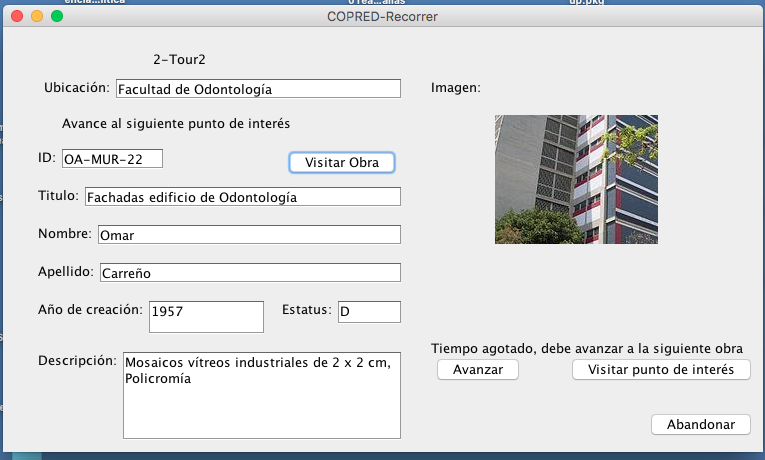 COPRED-Recorrer
2-Tour2
Ubicación: Facultad de Odontología
Imagen:
Avance al siguiente punto de interés
ID: OA-MUR-22
Visitar Obra
Titulo: Fachadas edificio de Odontología
Nombre: Omar
Apellido: Carreño
Año de creación: 1957
Estatus: D
Descripción: Mosaicos vítreos industriales de 2 x 2 cm,
Policromía
Tiempo agotado, debe avanzar a la siguiente obra
Avanzar
Visitar punto de interés
Abandonar